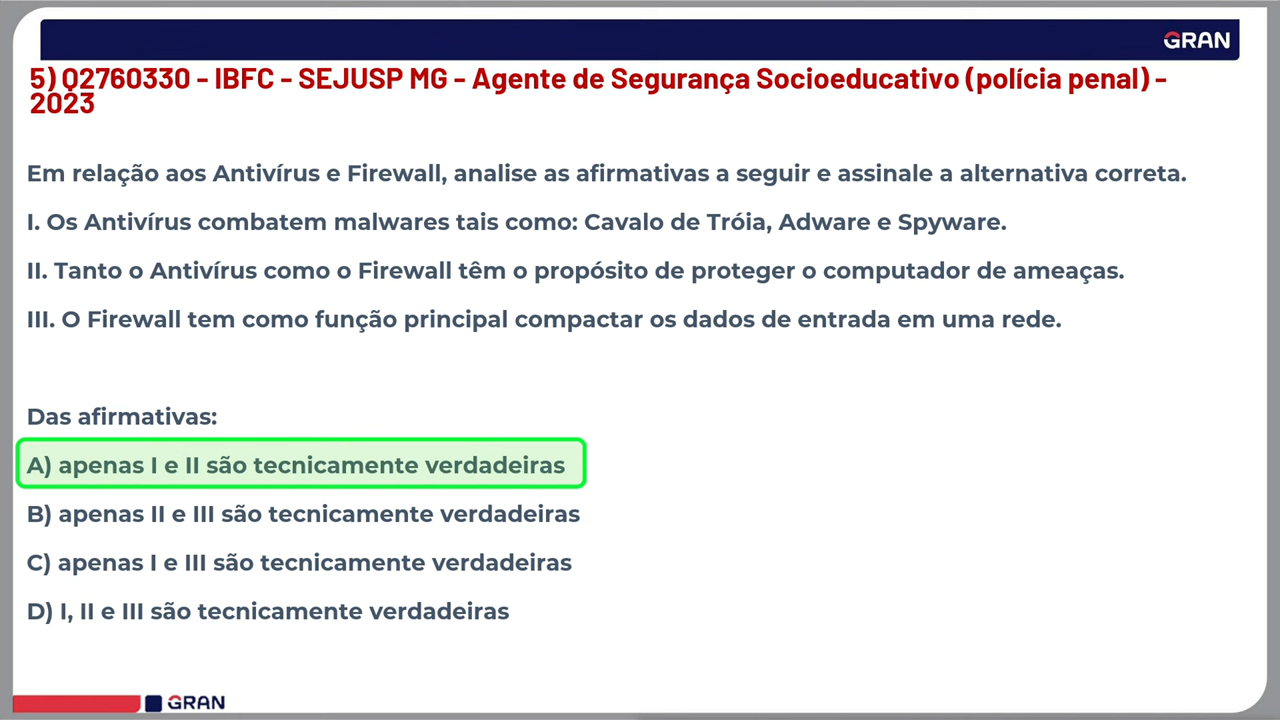 GRAN
5) Q2760330 - IBFC - SEJUSP MG - Agente de Segurança Socioeducativo (polícia penal) -
2023
Em relação aos Antivírus e Firewall, analise as afirmativas a seguir e assinale a alternativa correta.
I. Os Antivírus combatem malwares tais como: Cavalo de Tróia, Adware e Spyware.
II. Tanto o Antivírus como o Firewall têm o propósito de proteger o computador de ameaças.
III. O Firewall tem como função principal compactar os dados de entrada em uma rede.
Das afirmativas:
A) apenas I e II são tecnicamente verdadeiras
B) apenas II e III são tecnicamente verdadeiras
C) apenas I e III são tecnicamente verdadeiras
D) I, II e III são tecnicamente verdadeiras
GRAN